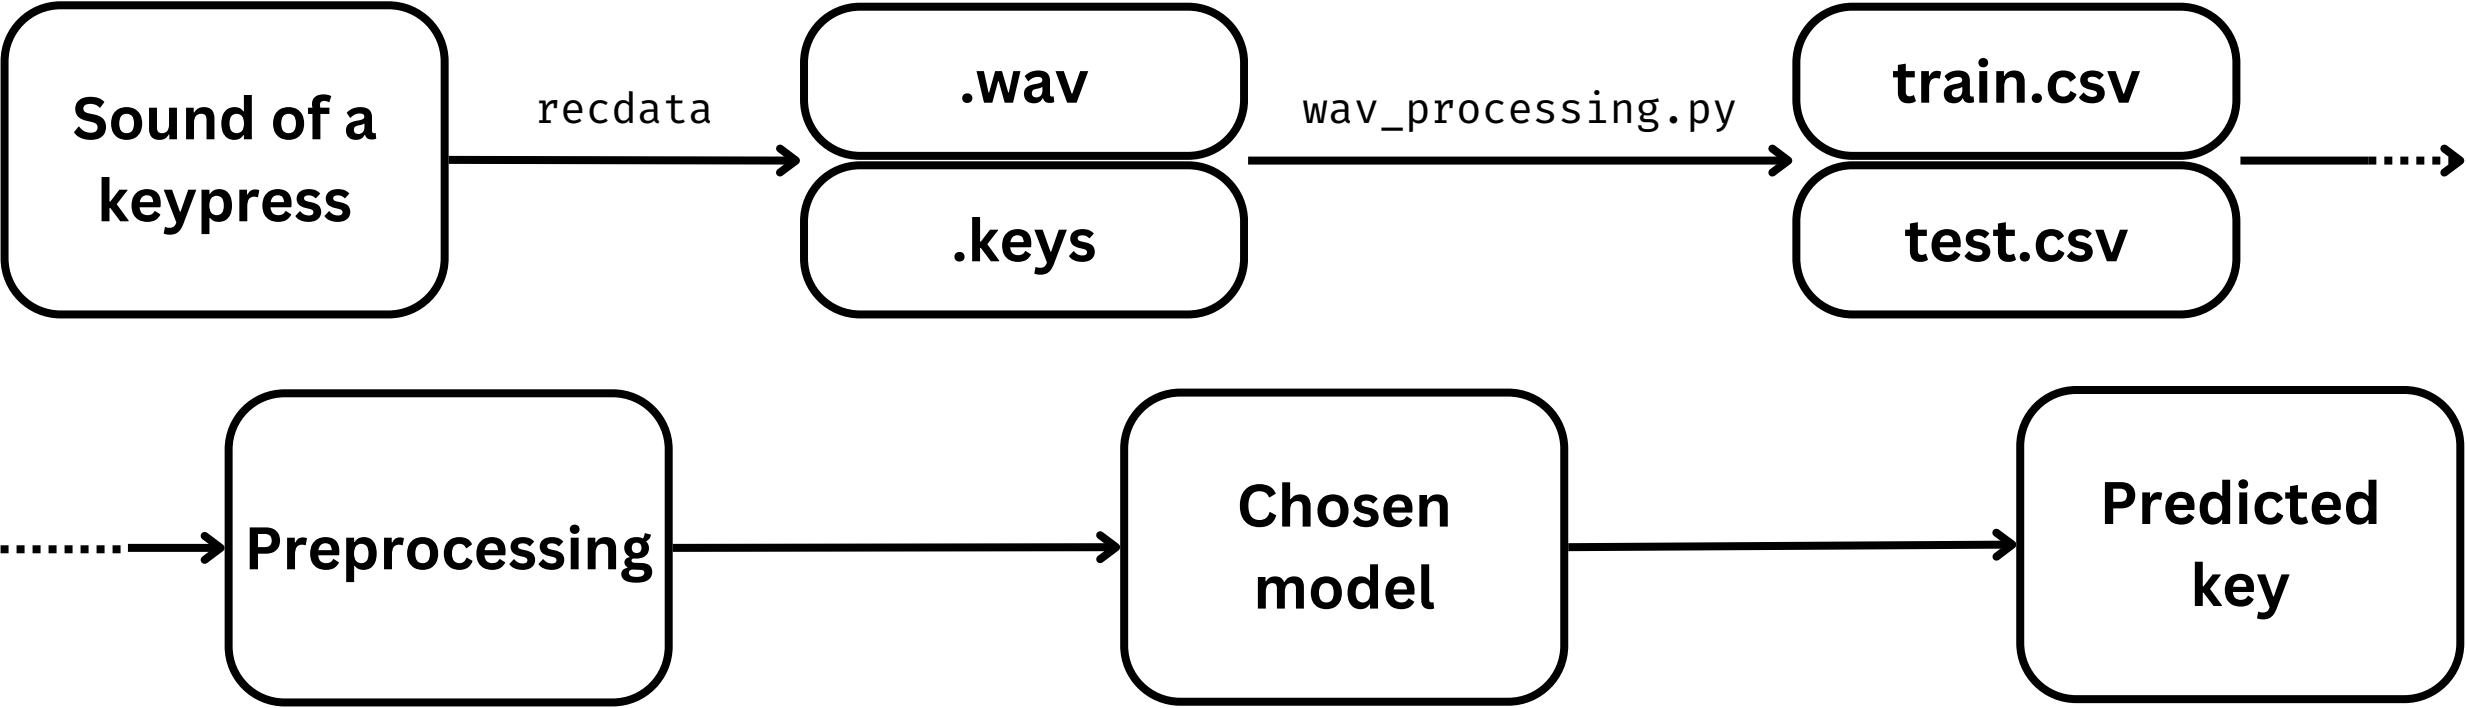 Sound of a
keypress
recdata
.wav
.keys
wav_processing.py
train.csv
test.csv
Preprocessing
Chosen
model
Predicted
key